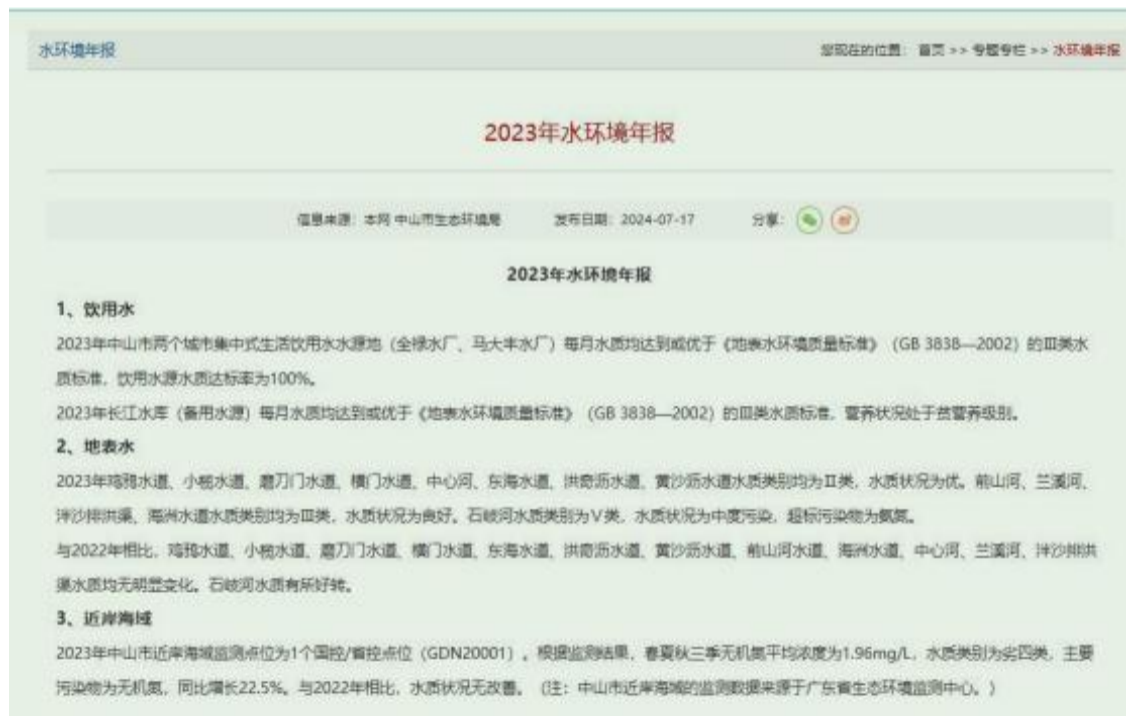 水环境年报
您现在的位置： 首页 >> 专题专栏 >> 水环境年报
2023年水环境年报
信息来源：本网 中山市生态环境局 发布日期：2024-07-17 分享：
2023年水环境年报
1、饮用水
2023年中山市两个城市集中式生活饮用水水源地（全禄水厂、马大丰水厂）每月水质均达到或优于《地表水环境质量标准》（GB 3838—2002）的Ⅲ类水
质标准，饮用水源水质达标率为100%。
2023年长江水库（备用水源）每月水质均达到或优于《地表水环境质量标准》（GB 3838—2002）的Ⅲ类水质标准，营养状况处于贫营养级别。
2、地表水
2023年鸡鸦水道、小榄水道、磨刀门水道、横门水道、中心河、东海水道、洪奇沥水道、黄沙沥水道水质类别均为Ⅱ类，水质状况为优。前山河、兰溪河、
泮沙排洪渠、海洲水道水质类别均为Ⅲ类，水质状况为良好。石岐河水质类别为Ⅴ类，水质状况为中度污染，超标污染物为氨氮。
与2022年相比，鸡鸦水道、小榄水道、磨刀门水道、横门水道、东海水道、洪奇沥水道、黄沙沥水道、前山河水道、海洲水道、中心河、兰溪河、泮沙排洪
渠水质均无明显变化。石岐河水质有所好转。
3、近岸海域
2023年中山市近岸海域监测点位为1个国控/省控点位（GDN20001）。根据监测结果，春夏秋三季无机氮平均浓度为1.96mg/L，水质类别为劣四类，主要
污染物为无机氮，同比增长22.5%。与2022年相比，水质状况无改善。（注：中山市近岸海域的监测数据来源于广东省生态环境监测中心。）